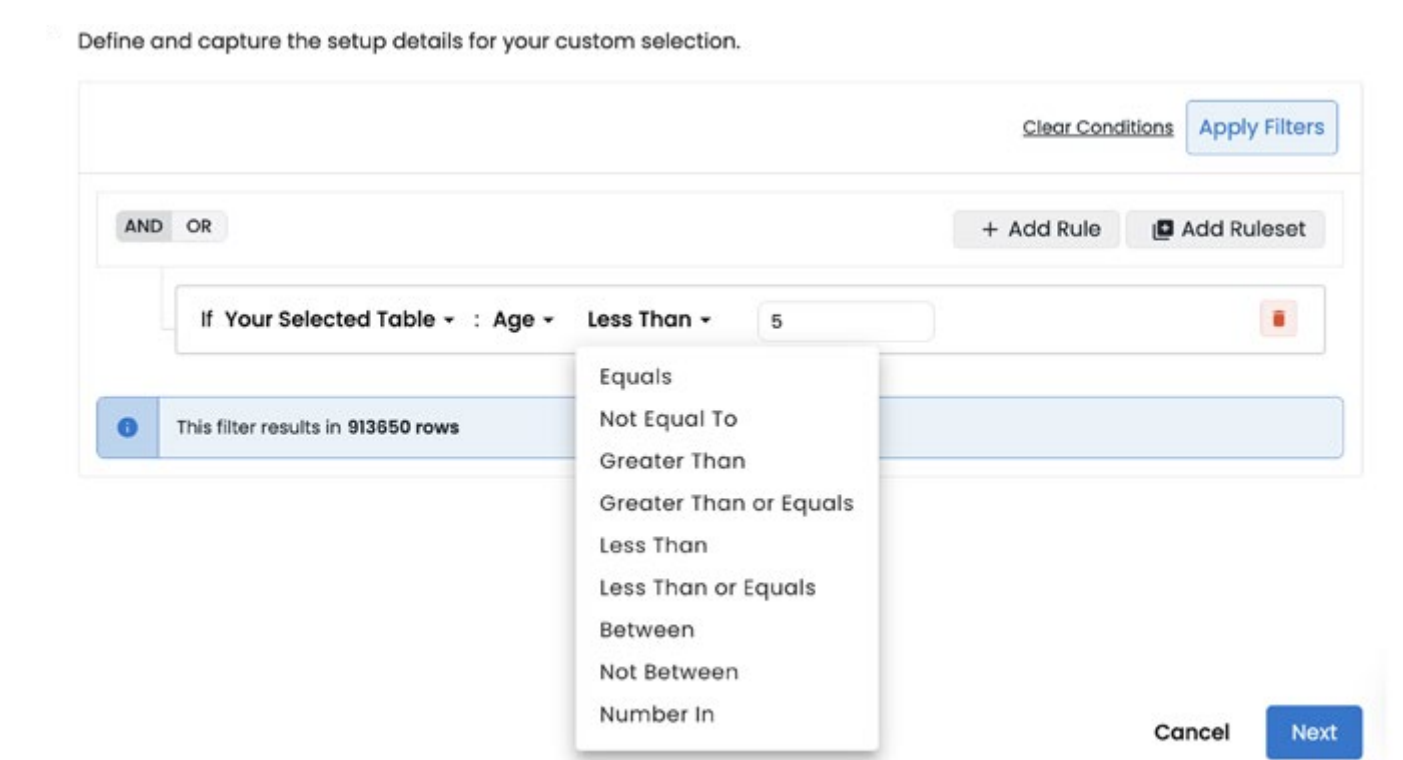 Define and capture the setup details for your custom selection.
Clear Conditions Apply Filters
AND OR + Add Rule Add Ruleset
If Your Selected Table : Age Less Than 5
Equals
This filter results in 913650 rows
Not Equal To
Greater Than
Greater Than or Equals
Less Than
Less Than or Equals
Between
Not Between
Number In
Cancel Next